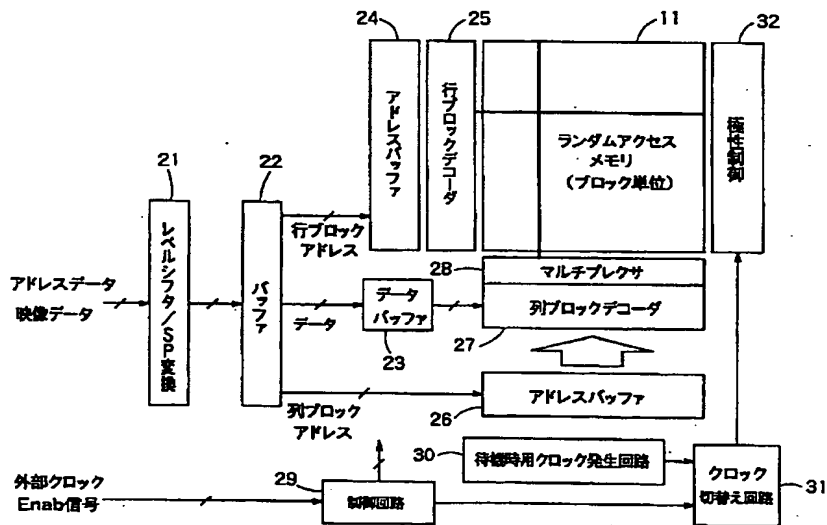 24
25
11
32
アドレスバッファ
行ブロックデコーダ
ランダムアクセス
メモリ
(ブロック単位)
極性制御
21
22
レベルシフタ/SP変換
バッファ
行ブロック
アドレス
28
マルチプレクサ
アドレスデータ
映像データ
データ
データ
バッファ
23
列ブロックデコーダ
27
列ブロック
アドレス
アドレスバッファ
26
30
待機時用クロック発生回路
外部クロック
Enab信号
29
制御回路
クロック
切替え回路
31